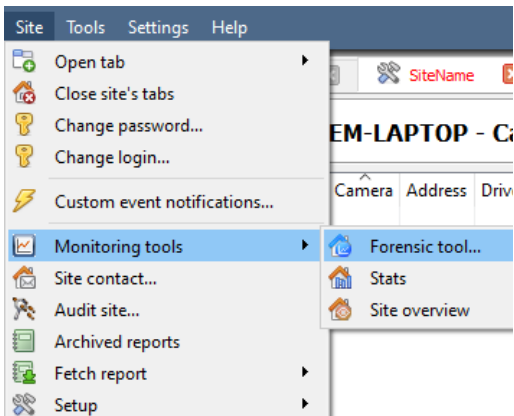 Site Tools Settings Help
Open tab
Close site's tabs
SiteName
Change password...
EM-LAPTOP - Ca
Change login...
Camera Address Drive
Custom event notifications...
Monitoring tools
Forensic tool...
Site contact...
Stats
Audit site...
Site overview
Archived reports
Fetch report
Setup